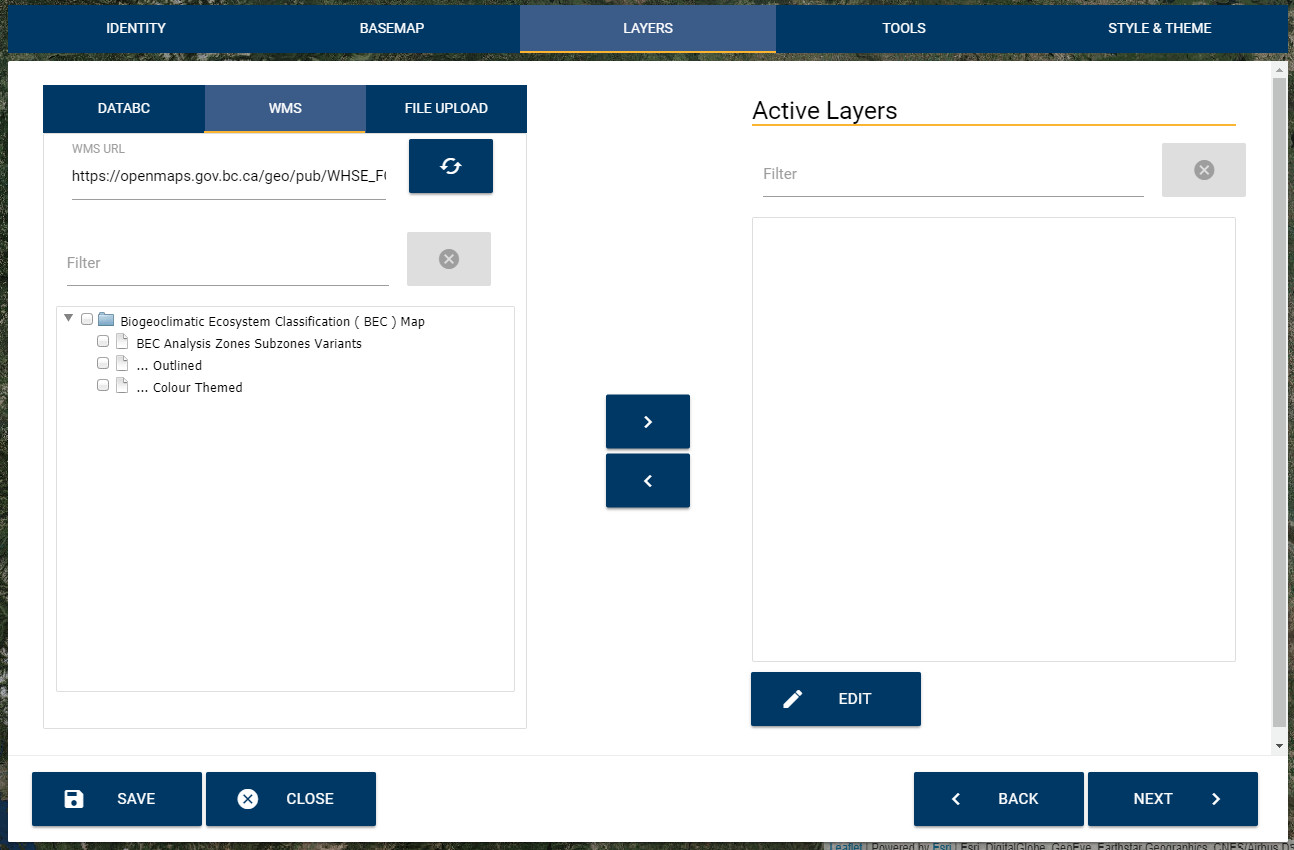 IDENTITY BASEMAP LAYERS TOOLS STYLE & THEME
DATABC WMS FILE UPLOAD
WMS URL
https://openmaps.gov.bc.ca/geo/pub/WHSE_F
Filter
Biogeoclimatic Ecosystem Classification ( BEC ) Map
BEC Analysis Zones Subzones Variants
... Outlined
... Colour Themed
Active Layers
Filter
EDIT
SAVE CLOSE BACK NEXT
Leaflet | Powered by Esri | Esri, DigitalGlobe, GeoEye, Earthstar Geographics, CNES/Airbus D